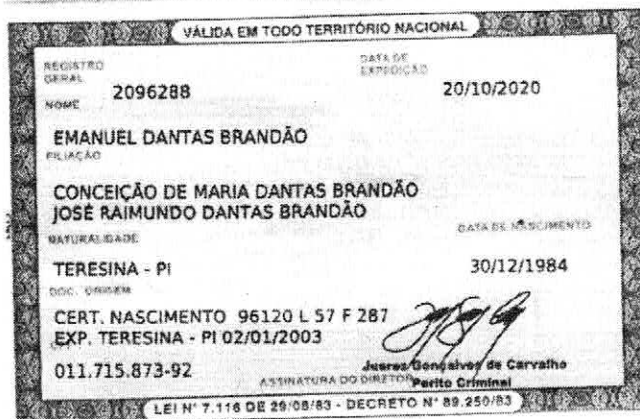 VÁLIDA EM TODO TERRITÓRIO NACIONAL
REGISTRO GERAL 2096288
DATA DE EXPEDIÇÃO 20/10/2020
NOME
EMANUEL DANTAS BRANDÃO
FILIAÇÃO
CONCEIÇÃO DE MARIA DANTAS BRANDÃO
JOSÉ RAIMUNDO DANTAS BRANDÃO
NATURALIDADE DATA DE NASCIMENTO
TERESINA - PI 30/12/1984
DOC. ORIGEM
CERT. NASCIMENTO 96120 L 57 F 287
EXP. TERESINA - PI 02/01/2003
011.715.873-92
Juarez Gonçalves de Carvalho
ASSINATURA DO DIRETOR Perito Criminal
LEI Nº 7.116 DE 29/08/83 - DECRETO Nº 89.250/83